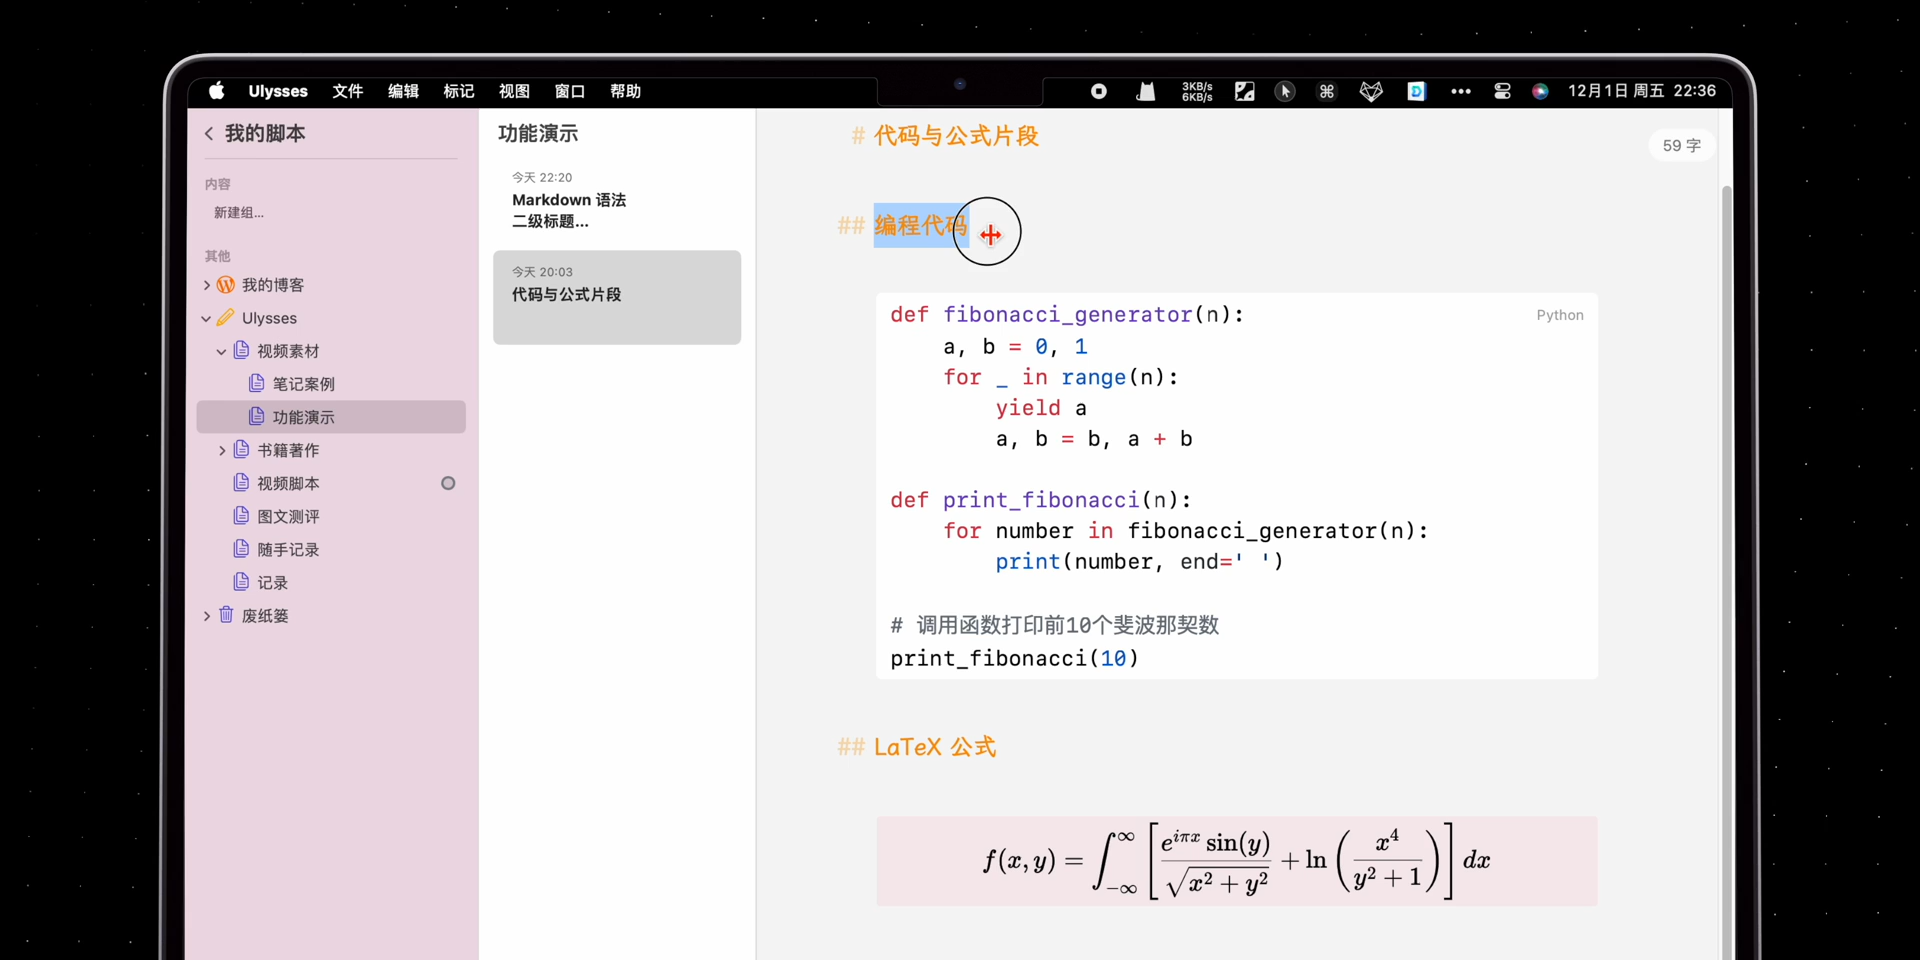 Ulysses 文件 编辑 标记 视图 窗口 帮助
3KB/s
6KB/s
12月1日 周五 22:36
我的脚本
内容
新建组...
其他
我的博客
Ulysses
视频素材
笔记案例
功能演示
书籍著作
视频脚本
图文测评
随手记录
记录
废纸篓
功能演示
今天 22:20
Markdown 语法
二级标题...
今天 20:03
代码与公式片段
59 字
# 代码与公式片段
## 编程代码
Python
def fibonacci_generator(n):
    a, b = 0, 1
    for _ in range(n):
        yield a
        a, b = b, a + b
def print_fibonacci(n):
    for number in fibonacci_generator(n):
        print(number, end=' ')
# 调用函数打印前10个斐波那契数
print_fibonacci(10)
## LaTeX 公式
f(x, y) = ∫_{-∞}^{∞} [ e^{iπx} sin(y) / √(x² + y²) + ln ( x⁴ / (y² + 1) ) ] dx